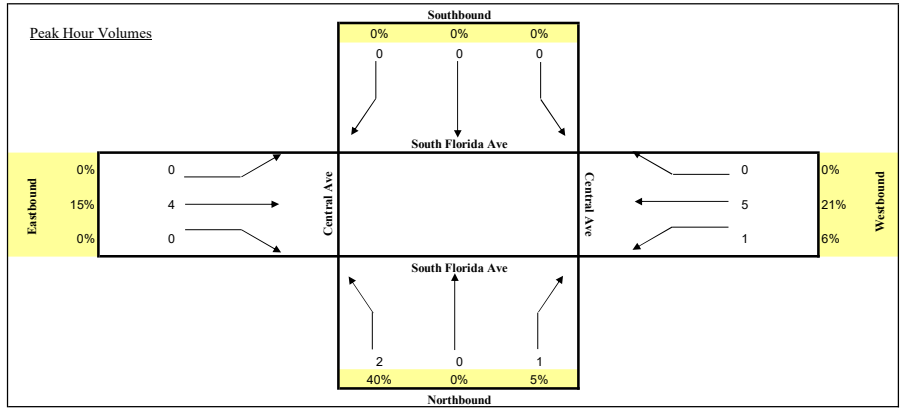 Southbound
Peak Hour Volumes
0% 0% 0%
0 0 0
South Florida Ave
Eastbound
0% 0
15% 4
0% 0
Central Ave
Central Ave
0 0%
5 21%
1 6%
Westbound
South Florida Ave
2 0 1
40% 0% 5%
Northbound